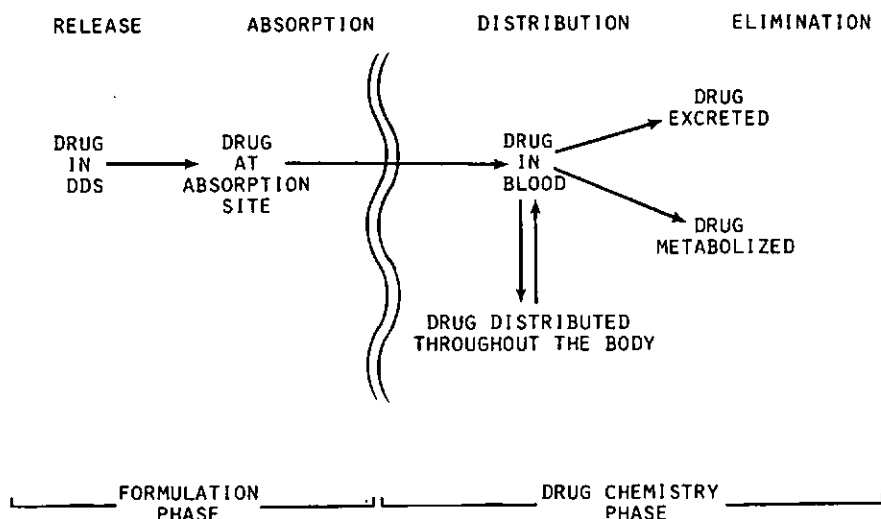 RELEASE ABSORPTION DISTRIBUTION ELIMINATION
DRUG
IN
DDS
DRUG
AT
ABSORPTION
SITE
DRUG
IN
BLOOD
DRUG
EXCRETED
DRUG
METABOLIZED
DRUG DISTRIBUTED
THROUGHOUT THE BODY
FORMULATION
PHASE
DRUG CHEMISTRY
PHASE